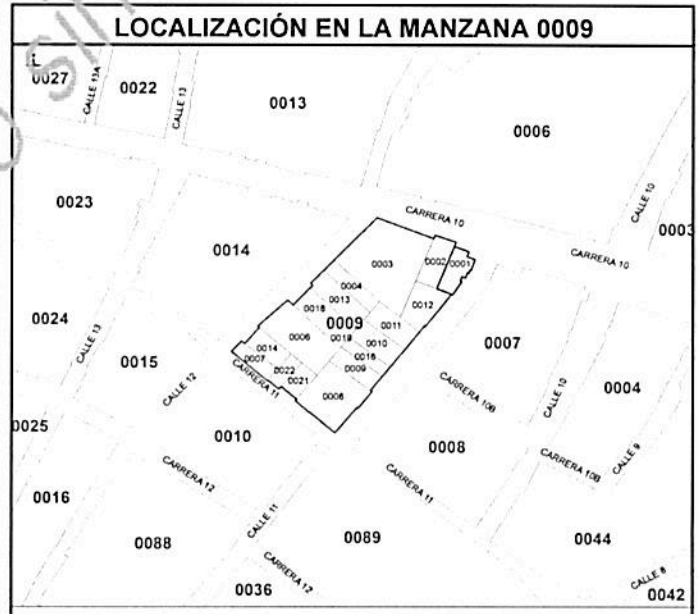 LOCALIZACIÓN EN LA MANZANA 0009
0027
CALLE 13A
0022
CALLE 13
0013
0006
CALLE 10
0003
0023
0014
CARRERA 10
CARRERA 10
0003
0002
0001
0004
0013
0018
0012
0009
0011
0024
CALLE 13
0006
0019
0010
0016
0009
0007
0015
0014
0007
0022
0021
CARRERA 11
0008
CALLE 12
CARRERA 10B
CALLE 10
0004
0025
0010
0008
CARRERA 10B
CALLE 9
0016
CARRERA 12
CARRERA 11
CALLE 11
0088
0089
0044
CARRERA 12
0036
CALLE 8
0042